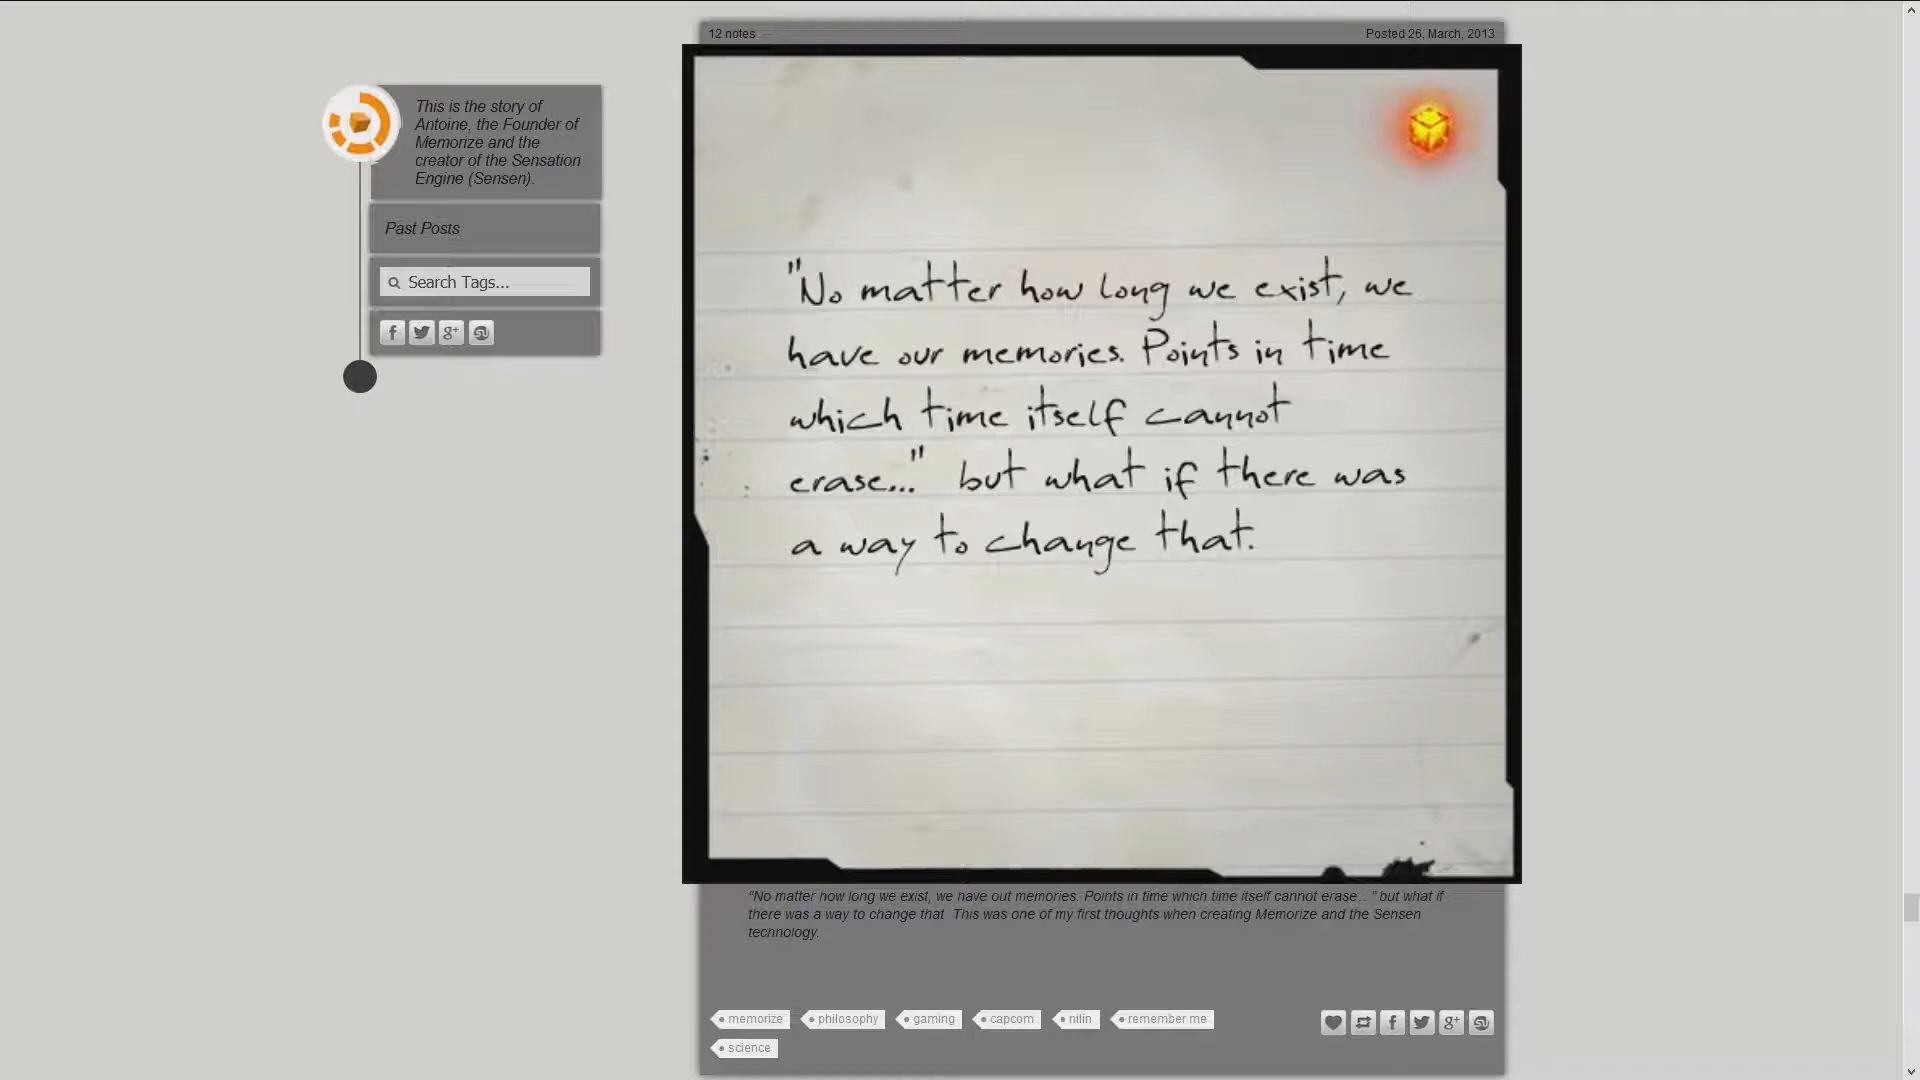 12 notes
Posted 26, March, 2013
This is the story of
Antoine, the Founder of
Memorize and the
creator of the Sensation
Engine (Sensen).
Past Posts
Search Tags...
"No matter how long we exist, we
have our memories. Points in time
which time itself cannot
erase..." but what if there was
a way to change that.
"No matter how long we exist, we have out memories. Points in time which time itself cannot erase..." but what if
there was a way to change that  This was one of my first thoughts when creating Memorize and the Sensen
technology.
memorize
philosophy
gaming
capcom
nilin
remember me
science